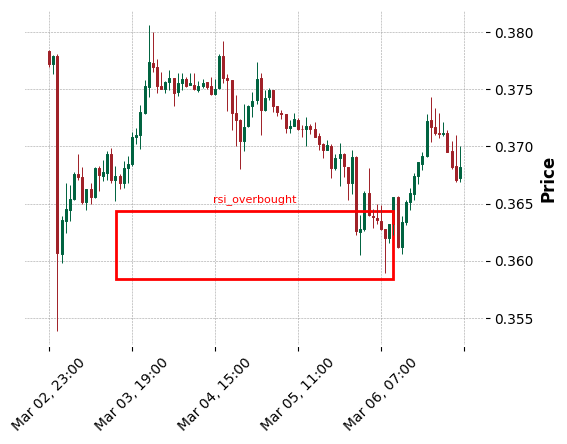 0.380
0.375
0.370
0.365
0.360
0.355
Price
rsi_overbought
Mar 02, 23:00
Mar 03, 19:00
Mar 04, 15:00
Mar 05, 11:00
Mar 06, 07:00